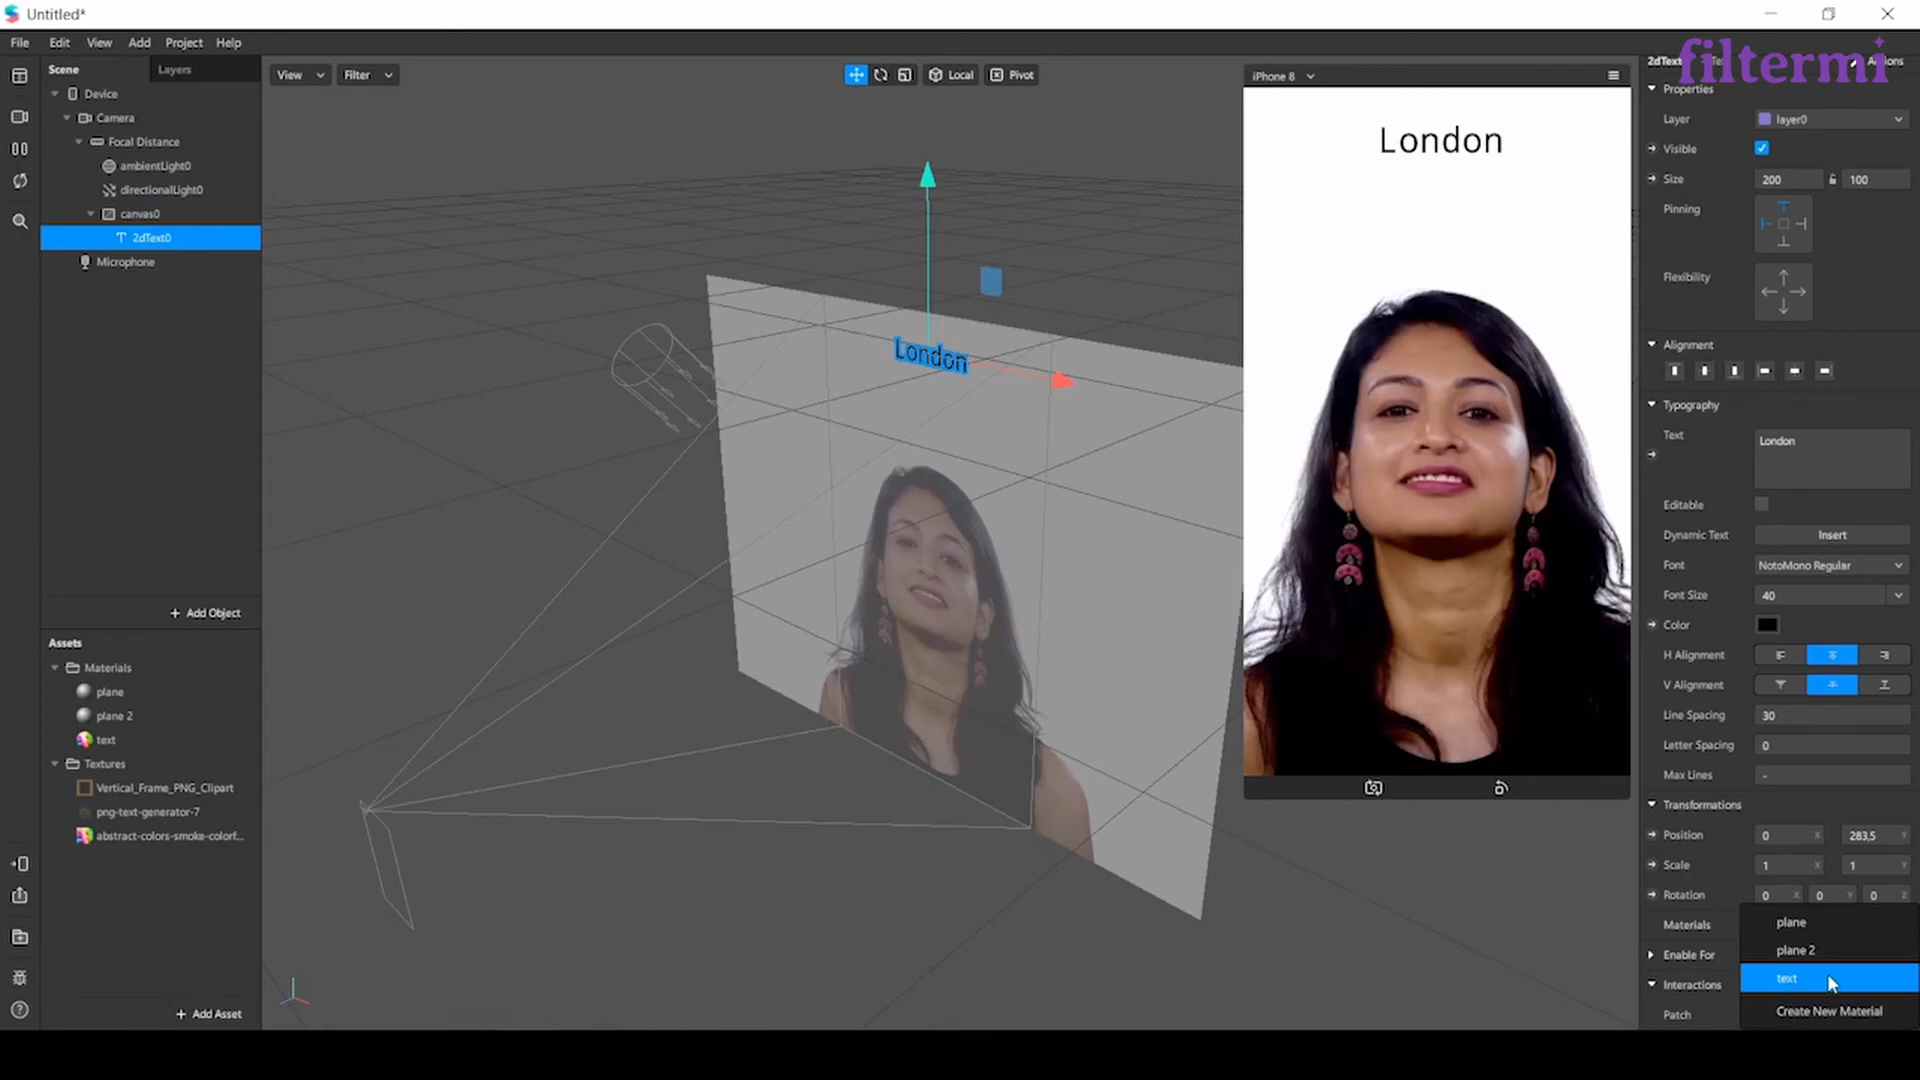 Untitled*
File Edit View Add Project Help
filtermi
Scene Layers
Device
Camera
Focal Distance
ambientLight0
directionalLight0
canvas0
2dText0
Microphone
Add Object
Assets
Materials
plane
plane 2
text
Textures
Vertical_Frame_PNG_Clipart
png-text-generator-7
abstract-colors-smoke-colorf...
Add Asset
View Filter
Local Pivot
London
iPhone 8
London
Properties
Layer layer0
Visible
Size 200 100
Pinning
Flexibility
Alignment
Typography
Text London
Editable
Dynamic Text Insert
Font NotoMono Regular
Font Size 40
Color
H Alignment
V Alignment
Line Spacing 30
Letter Spacing 0
Max Lines -
Transformations
Position 0 X 283,5 Y
Scale 1 X 1 Y
Rotation 0 X 0 Y 0 Z
Materials
plane
plane 2
Enable For
text
Interactions
Create New Material
Patch